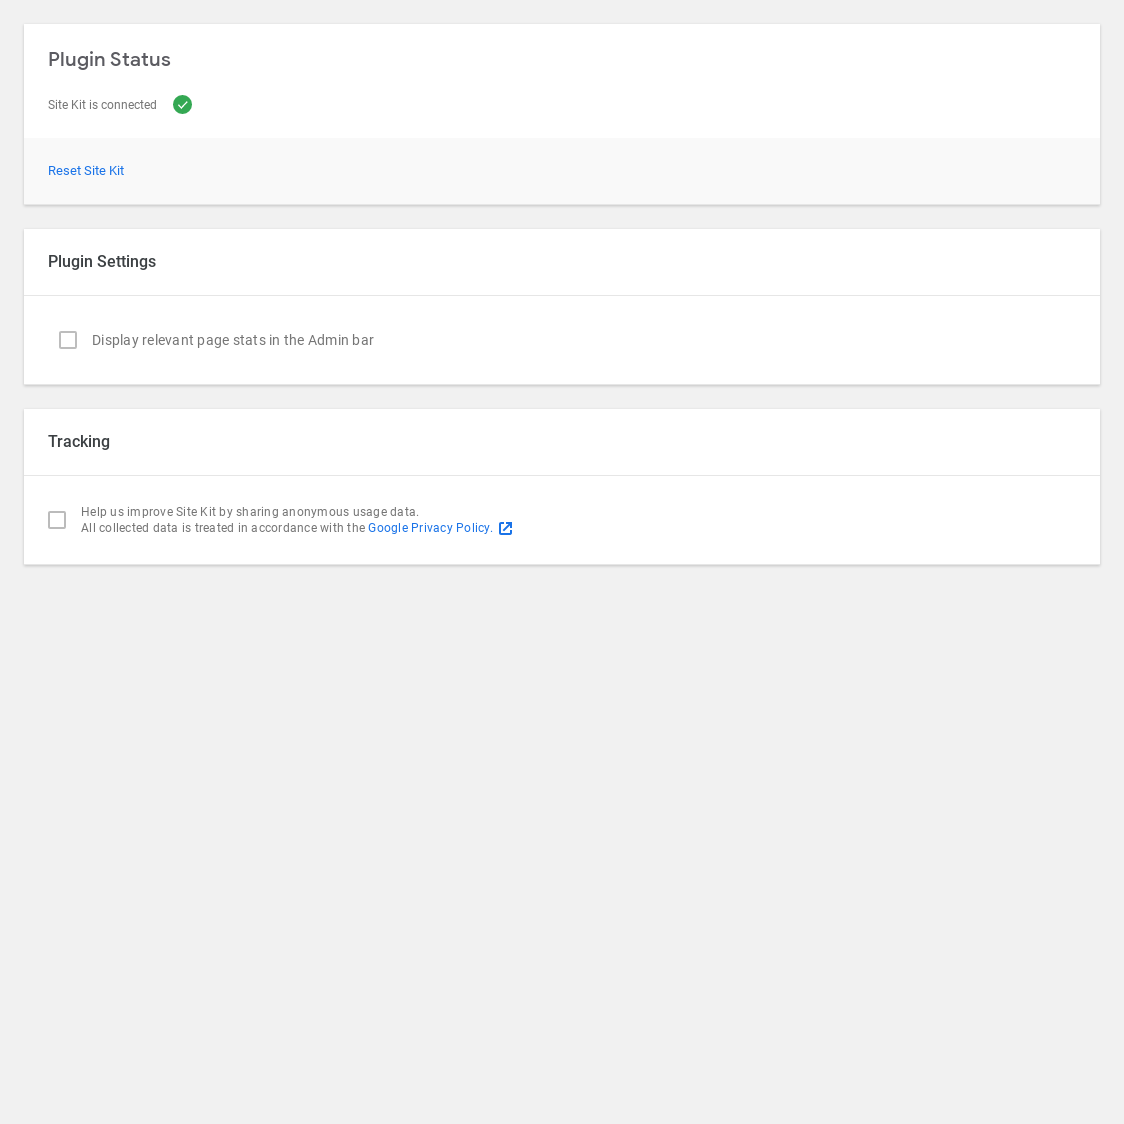 Plugin Status
Site Kit is connected
Reset Site Kit
Plugin Settings
Display relevant page stats in the Admin bar
Tracking
Help us improve Site Kit by sharing anonymous usage data.
All collected data is treated in accordance with the Google Privacy Policy.